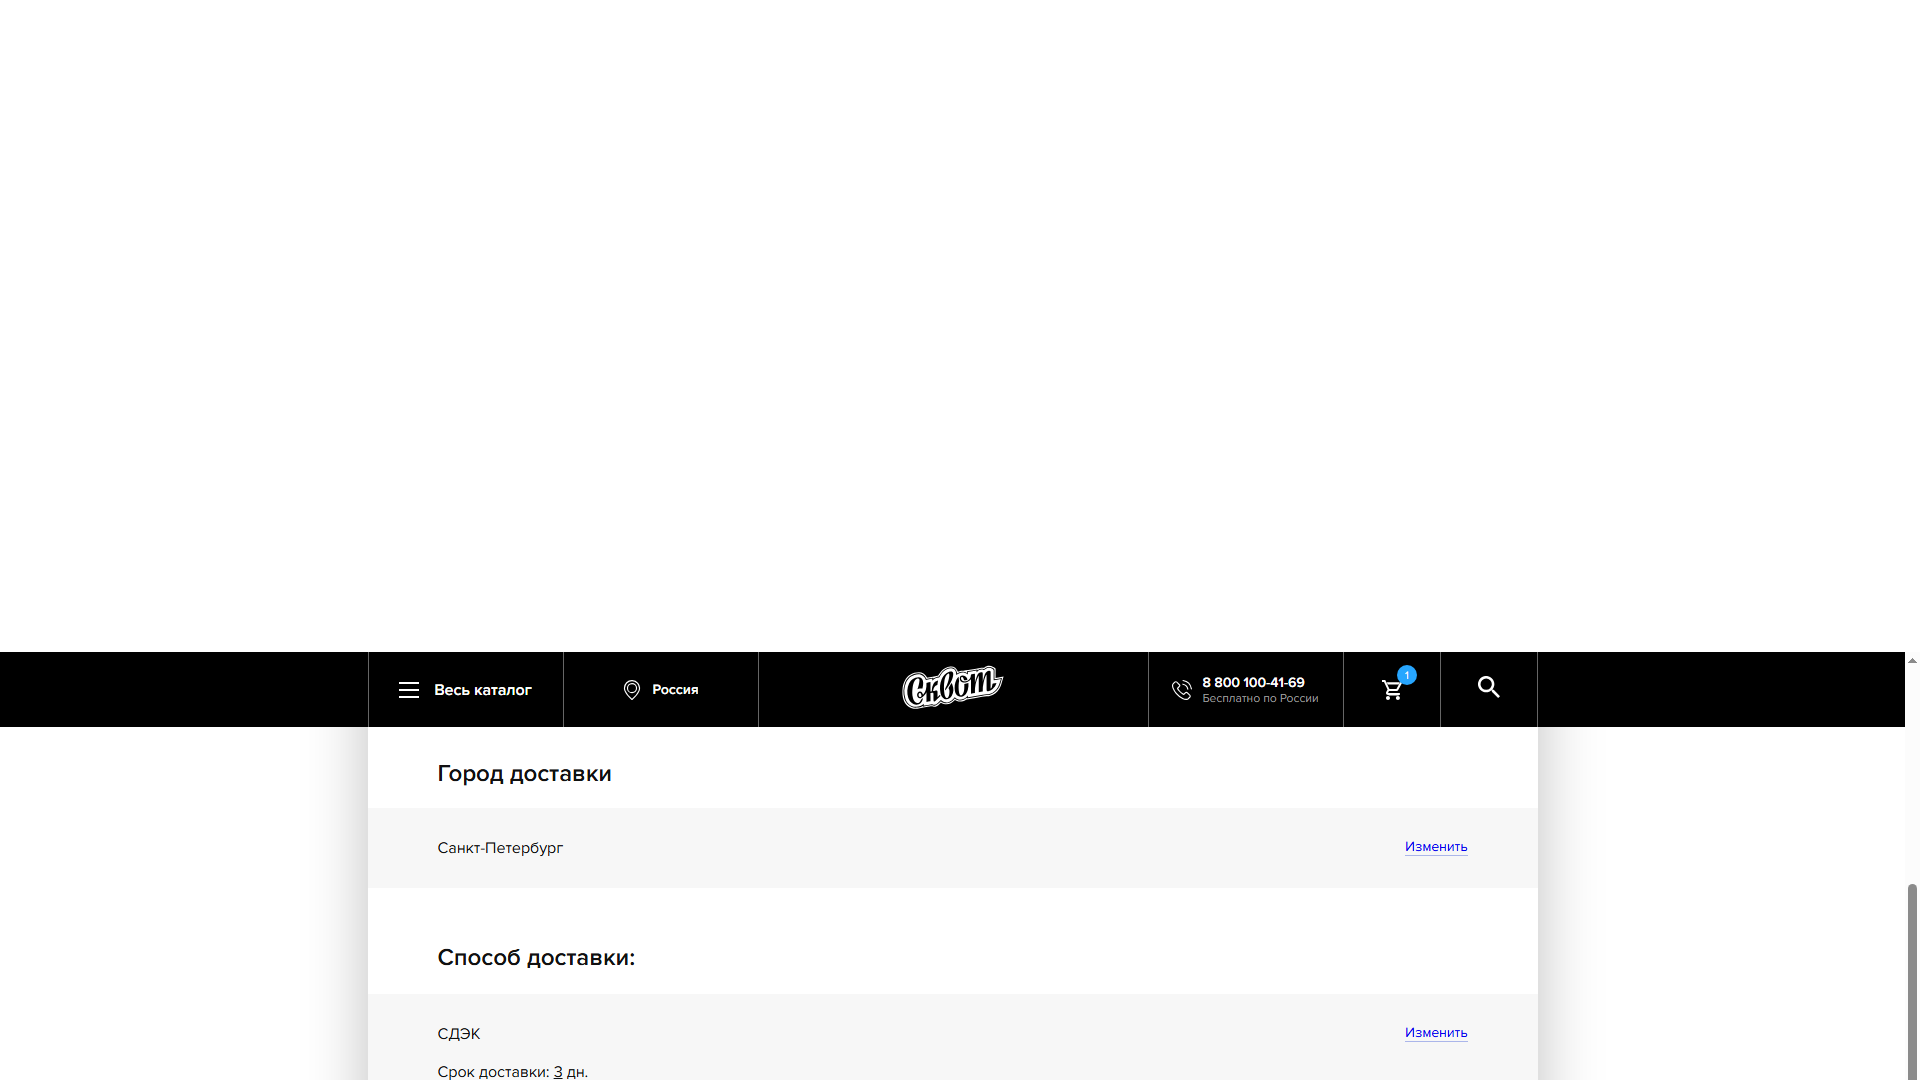 Весь каталог
Россия
Сквот
8 800 100-41-69
Бесплатно по России
1
Город доставки
Санкт-Петербург
Изменить
Способ доставки:
СДЭК
Изменить
Срок доставки: 3 дн.